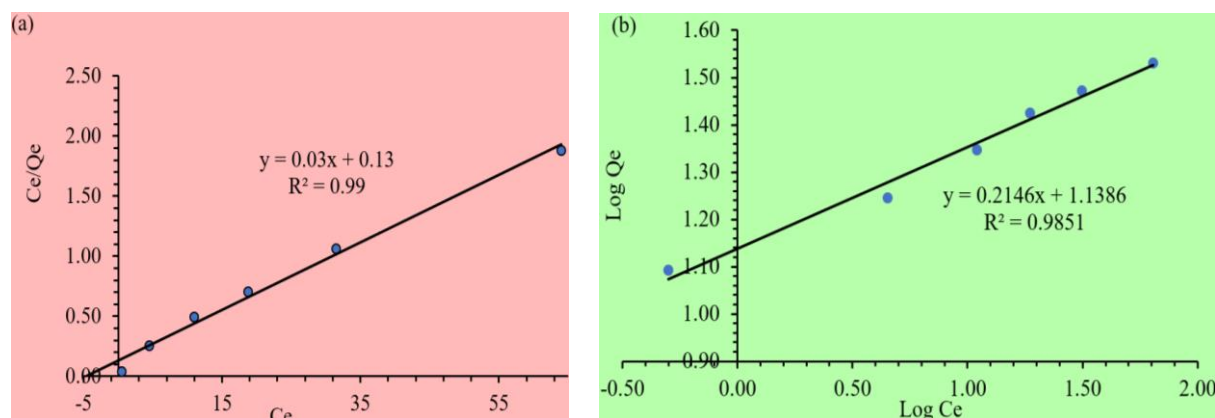 (a)
2.50
2.00
Ce/Qe
1.50
1.00
0.50
0.00
y = 0.03x + 0.13
R² = 0.99
-5 15 35 55
Ce
(b)
1.60
1.50
1.40
Log Qe
1.30
1.20
1.10
1.00
0.90
y = 0.2146x + 1.1386
R² = 0.9851
-0.50 0.00 0.50 1.00 1.50 2.00
Log Ce